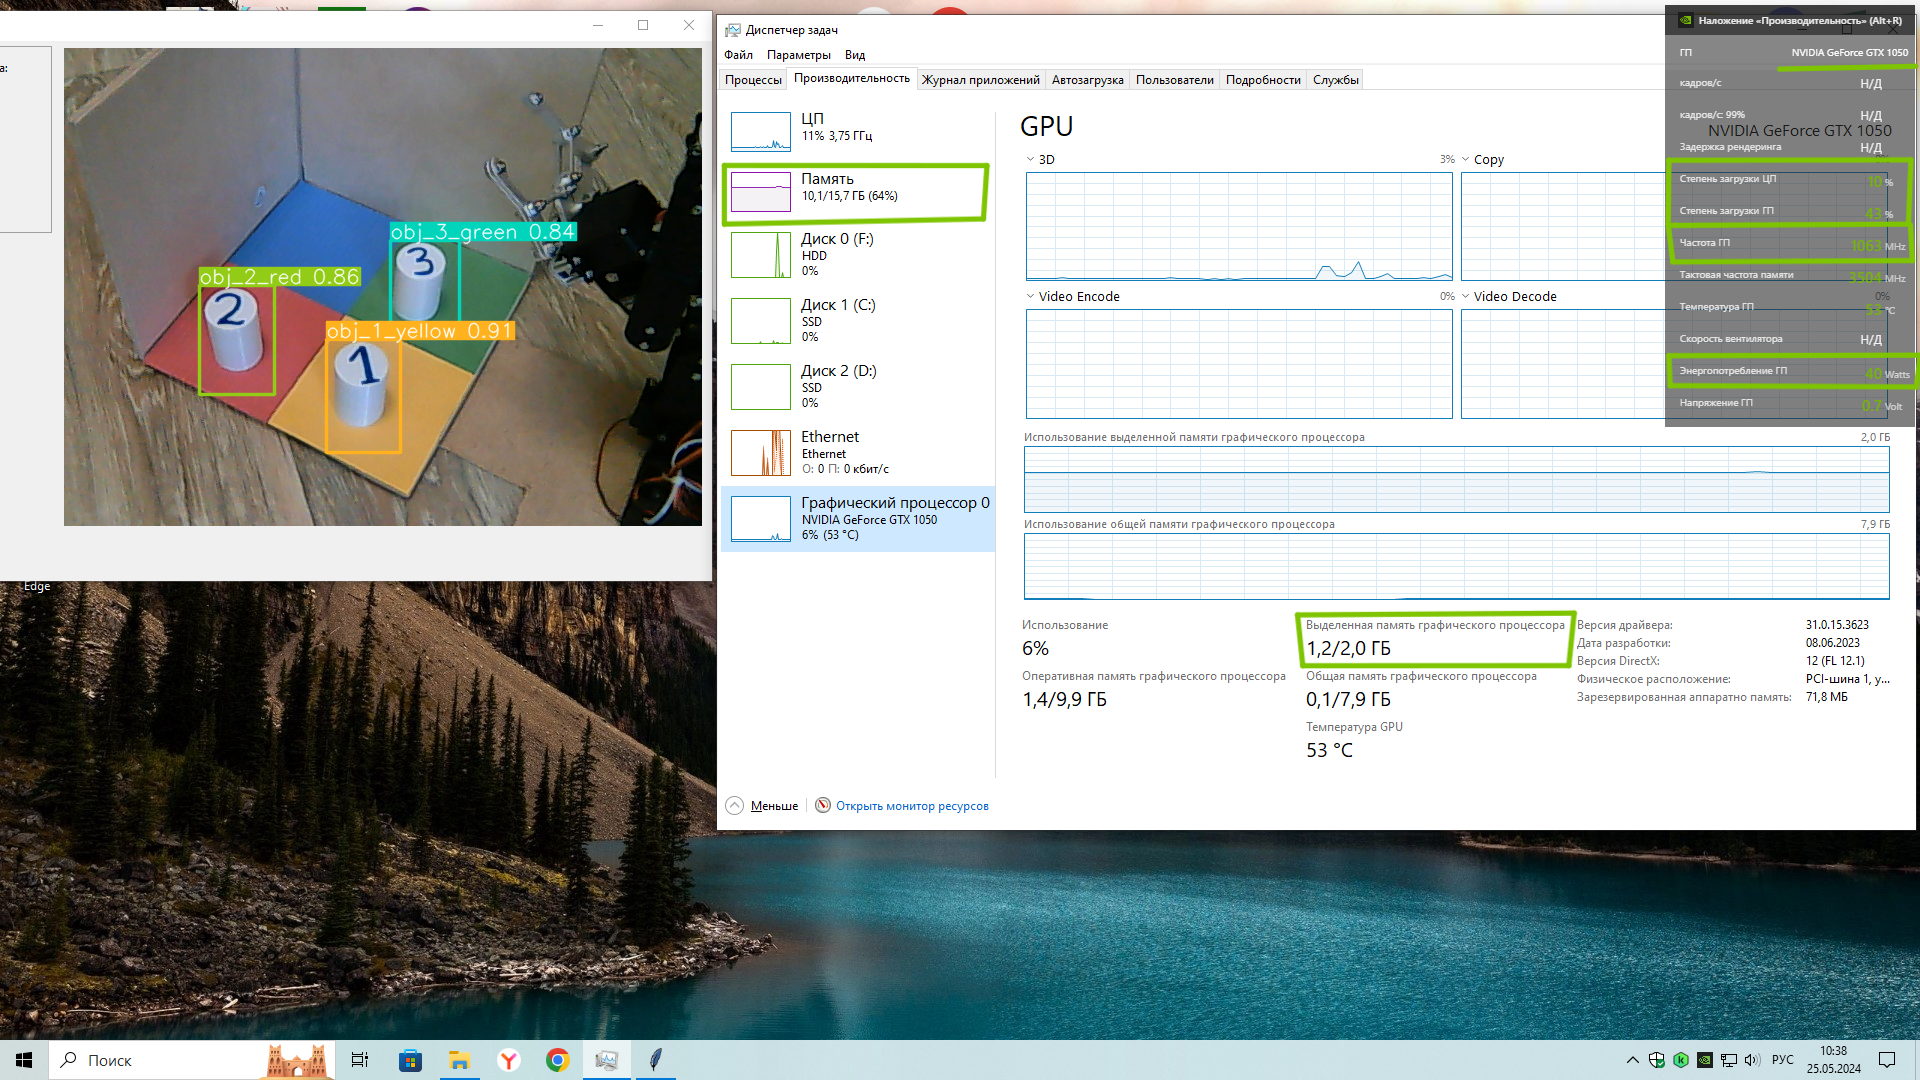 а:
obj_3_green 0.84
obj_2_red 0.86
obj_1_yellow 0.91
3
2
1
Edge
Диспетчер задач
Файл Параметры Вид
Процессы Производительность Журнал приложений Автозагрузка Пользователи Подробности Службы
ЦП
11% 3,75 ГГц
Память
10,1/15,7 ГБ (64%)
Диск 0 (F:)
HDD
0%
Диск 1 (C:)
SSD
0%
Диск 2 (D:)
SSD
0%
Ethernet
Ethernet
О: 0 П: 0 кбит/с
Графический процессор 0
NVIDIA GeForce GTX 1050
6% (53 °C)
GPU
NVIDIA GeForce GTX 1050
3D 3%
Copy
Video Encode 0%
Video Decode 0%
Использование выделенной памяти графического процессора 2,0 ГБ
Использование общей памяти графического процессора 7,9 ГБ
Использование
6%
Выделенная память графического процессора
1,2/2,0 ГБ
Оперативная память графического процессора
1,4/9,9 ГБ
Общая память графического процессора
0,1/7,9 ГБ
Температура GPU
53 °C
Версия драйвера: 31.0.15.3623
Дата разработки: 08.06.2023
Версия DirectX: 12 (FL 12.1)
Физическое расположение: PCI-шина 1, у...
Зарезервированная аппаратно память: 71,8 МБ
Меньше Открыть монитор ресурсов
Наложение «Производительность» (Alt+R)
ГП NVIDIA GeForce GTX 1050
кадров/с Н/Д
кадров/с: 99% Н/Д
Задержка рендеринга Н/Д
Степень загрузки ЦП 10 %
Степень загрузки ГП 43 %
Частота ГП 1063 MHz
Тактовая частота памяти 3504 MHz
Температура ГП 53 °C
Скорость вентилятора Н/Д
Энергопотребление ГП 40 Watts
Напряжение ГП 0,7 Volt
Поиск
РУС
10:38
25.05.2024